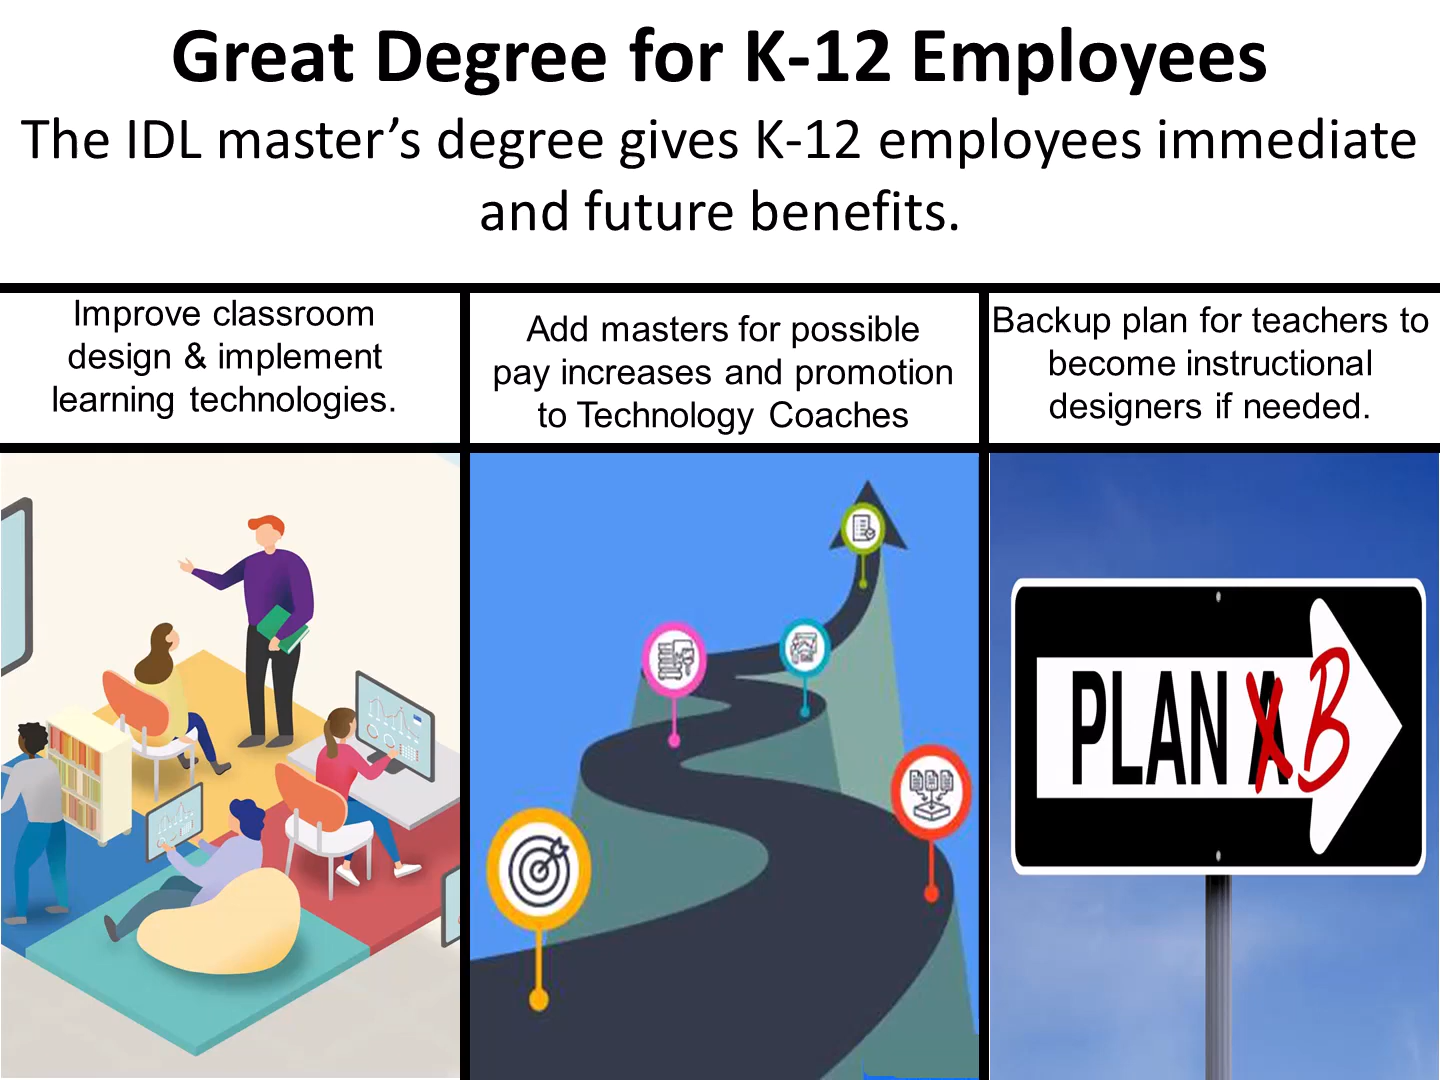 Great Degree for K-12 Employees
The IDL master’s degree gives K-12 employees immediate
and future benefits.
Improve classroom
design & implement
learning technologies.
Add masters for possible
pay increases and promotion
to Technology Coaches
Backup plan for teachers to
become instructional
designers if needed.
PLAN A B